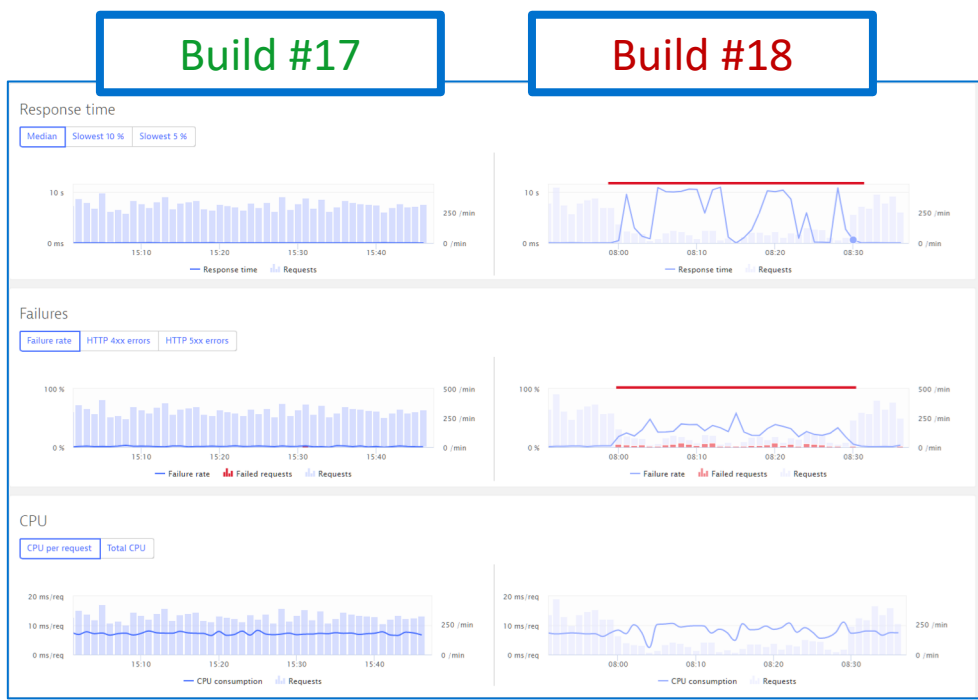 Build #17
Build #18
Response time
Median Slowest 10 % Slowest 5 %
10 s
0 ms
250 /min
0 /min
15:10 15:20 15:30 15:40
Response time Requests
10 s
0 ms
250 /min
0 /min
08:00 08:10 08:20 08:30
Response time Requests
Failures
Failure rate HTTP 4xx errors HTTP 5xx errors
100 %
0 %
500 /min
250 /min
0 /min
15:10 15:20 15:30 15:40
Failure rate Failed requests Requests
100 %
0 %
500 /min
250 /min
0 /min
08:00 08:10 08:20 08:30
Failure rate Failed requests Requests
CPU
CPU per request Total CPU
20 ms/req
10 ms/req
0 ms/req
250 /min
0 /min
15:10 15:20 15:30 15:40
CPU consumption Requests
20 ms/req
10 ms/req
0 ms/req
250 /min
0 /min
08:00 08:10 08:20 08:30
CPU consumption Requests